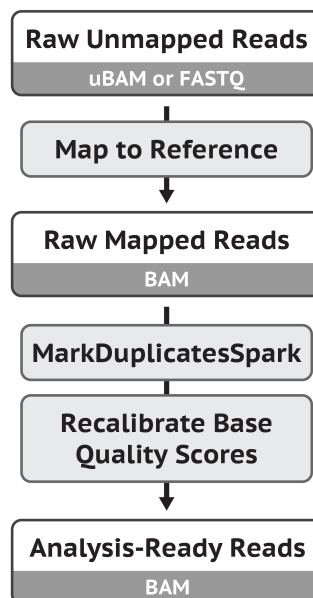 Raw Unmapped Reads
uBAM or FASTQ
Map to Reference
Raw Mapped Reads
BAM
MarkDuplicatesSpark
Recalibrate Base
Quality Scores
Analysis-Ready Reads
BAM